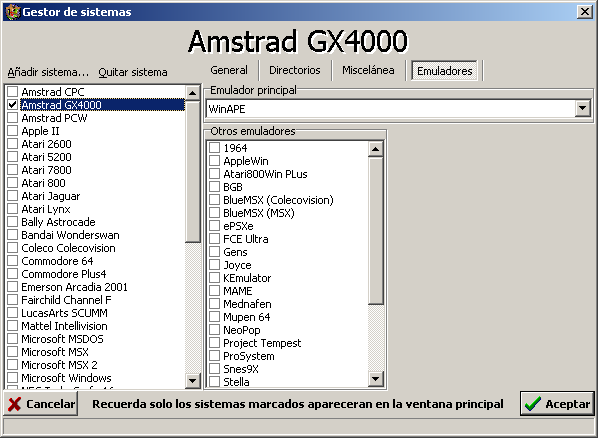 Gestor de sistemas
Amstrad GX4000
Añadir sistema... Quitar sistema
General Directorios Miscelánea Emuladores
Amstrad CPC
Amstrad GX4000
Amstrad PCW
Apple II
Atari 2600
Atari 5200
Atari 7800
Atari 800
Atari Jaguar
Atari Lynx
Bally Astrocade
Bandai Wonderswan
Coleco Colecovision
Commodore 64
Commodore Plus4
Emerson Arcadia 2001
Fairchild Channel F
LucasArts SCUMM
Mattel Intellivision
Microsoft MSDOS
Microsoft MSX
Microsoft MSX 2
Microsoft Windows
Emulador principal
WinAPE
Otros emuladores
1964
AppleWin
Atari800Win PLus
BGB
BlueMSX (Colecovision)
BlueMSX (MSX)
ePSXe
FCE Ultra
Gens
Joyce
KEmulator
MAME
Mednafen
Mupen 64
NeoPop
Project Tempest
ProSystem
Snes9X
Stella
Cancelar
Recuerda solo los sistemas marcados apareceran en la ventana principal
Aceptar